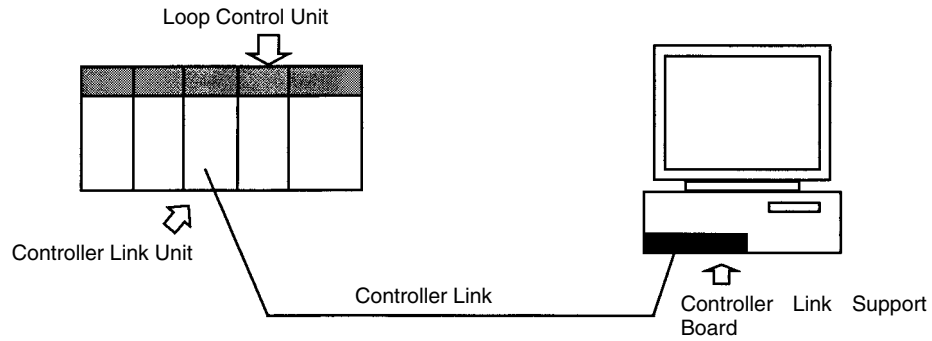 Loop Control Unit
Controller Link Unit
Controller Link
Controller Link Support
Board